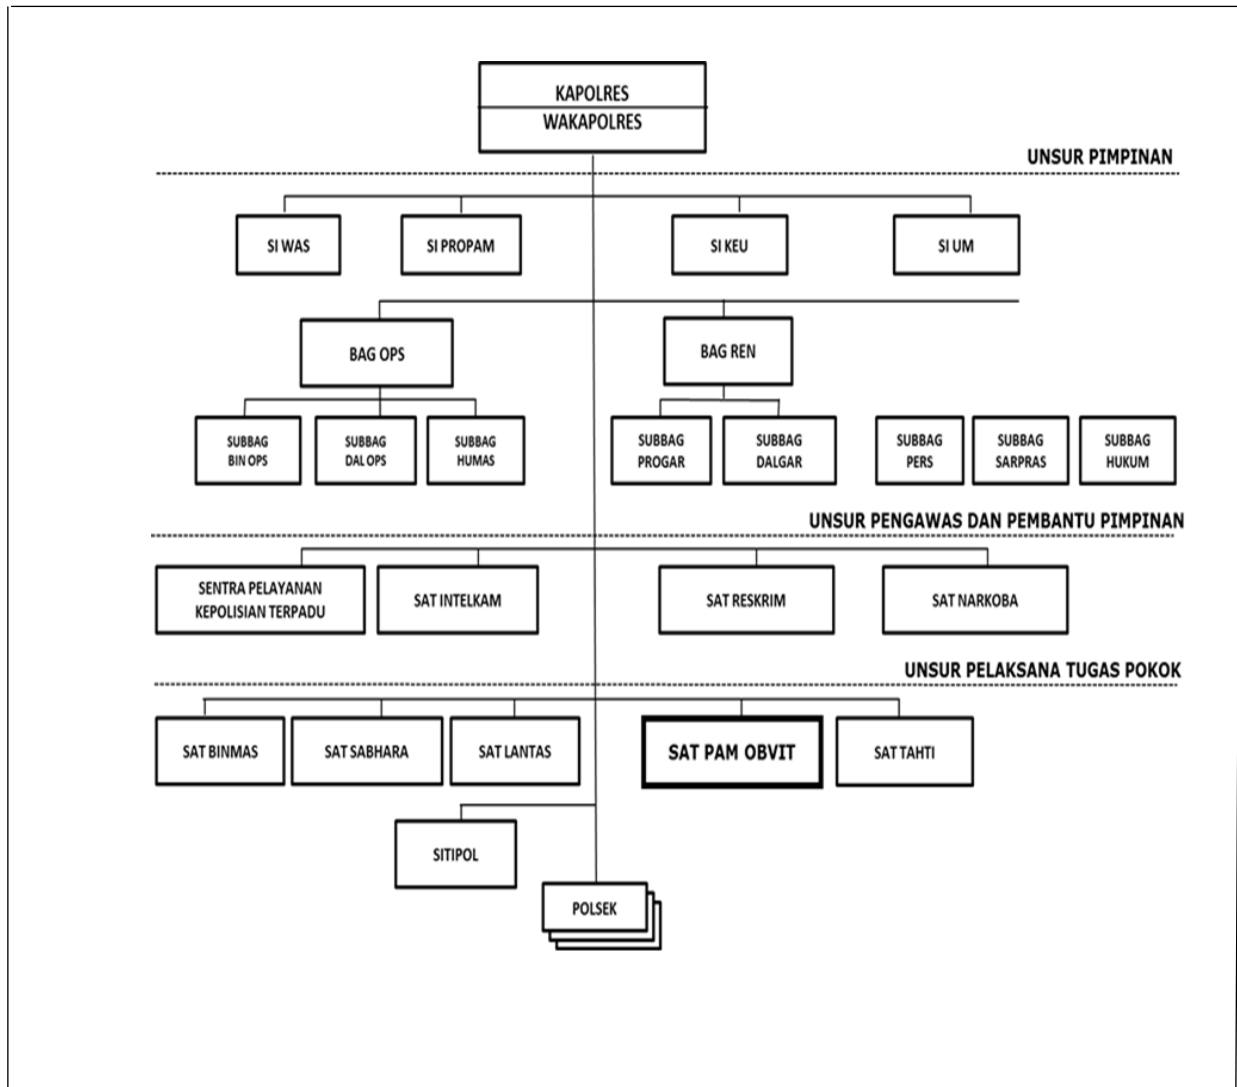 KAPOLRES
WAKAPOLRES
UNSUR PIMPINAN
SI WAS
SI PROPAM
SI KEU
SI UM
BAG OPS
BAG REN
SUBBAG
BIN OPS
SUBBAG
DAL OPS
SUBBAG
HUMAS
SUBBAG
PROGAR
SUBBAG
DALGAR
SUBBAG
PERS
SUBBAG
SARPRAS
SUBBAG
HUKUM
UNSUR PENGAWAS DAN PEMBANTU PIMPINAN
SENTRA PELAYANAN
KEPOLISIAN TERPADU
SAT INTELKAM
SAT RESKRIM
SAT NARKOBA
UNSUR PELAKSANA TUGAS POKOK
SAT BINMAS
SAT SABHARA
SAT LANTAS
SAT PAM OBVIT
SAT TAHTI
SITIPOL
POLSEK